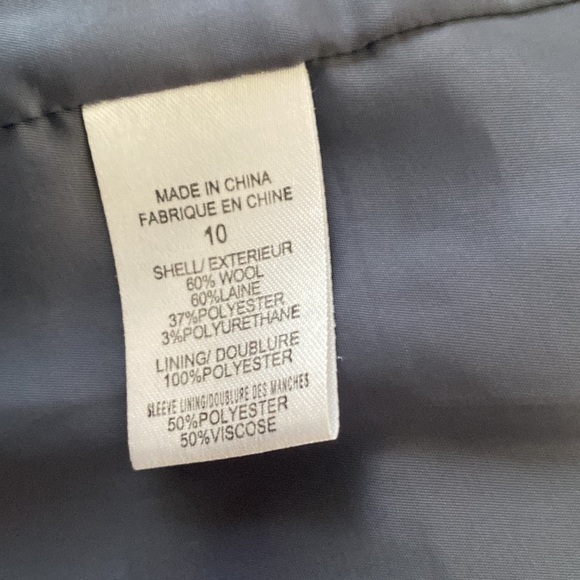 MADE IN CHINA
FABRIQUE EN CHINE
10
SHELL/ EXTERIEUR
60% WOOL
60%LAINE
37%POLYESTER
3%POLYURETHANE
LINING/ DOUBLURE
100%POLYESTER
SLEEVE LINING/DOUBLURE DES MANCHES
50%POLYESTER
50%VISCOSE